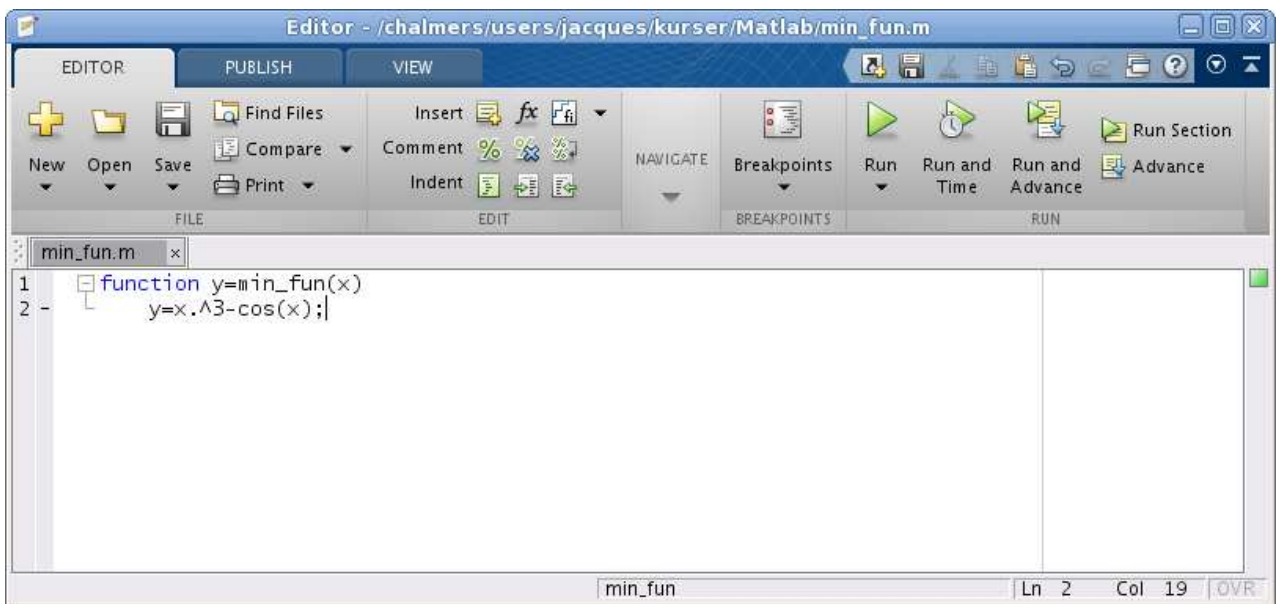 Editor - /chalmers/users/jacques/kurser/Matlab/min_fun.m
EDITOR PUBLISH VIEW
New Open Save Find Files Compare Print
FILE
Insert fx fi
Comment % % %
Indent
EDIT
NAVIGATE
Breakpoints
BREAKPOINTS
Run Run and Time Run and Advance Run Section Advance
RUN
min_fun.m
1 function y=min_fun(x)
2 - y=x.^3-cos(x);
min_fun Ln 2 Col 19 OVR